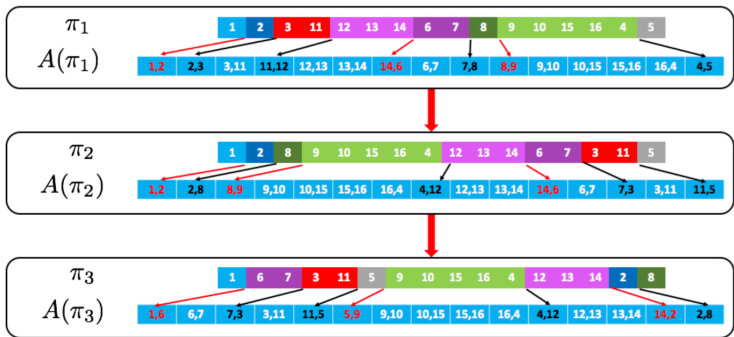 π₁ 1 2 3 11 12 13 14 6 7 8 9 10 15 16 4 5
A(π₁) 1,2 2,3 3,11 11,12 12,13 13,14 14,6 6,7 7,8 8,9 9,10 10,15 15,16 16,4 4,5
π₂ 1 2 8 9 10 15 16 4 12 13 14 6 7 3 11 5
A(π₂) 1,2 2,8 8,9 9,10 10,15 15,16 16,4 4,12 12,13 13,14 14,6 6,7 7,3 3,11 11,5
π₃ 1 6 7 3 11 5 9 10 15 16 4 12 13 14 2 8
A(π₃) 1,6 6,7 7,3 3,11 11,5 5,9 9,10 10,15 15,16 16,4 4,12 12,13 13,14 14,2 2,8